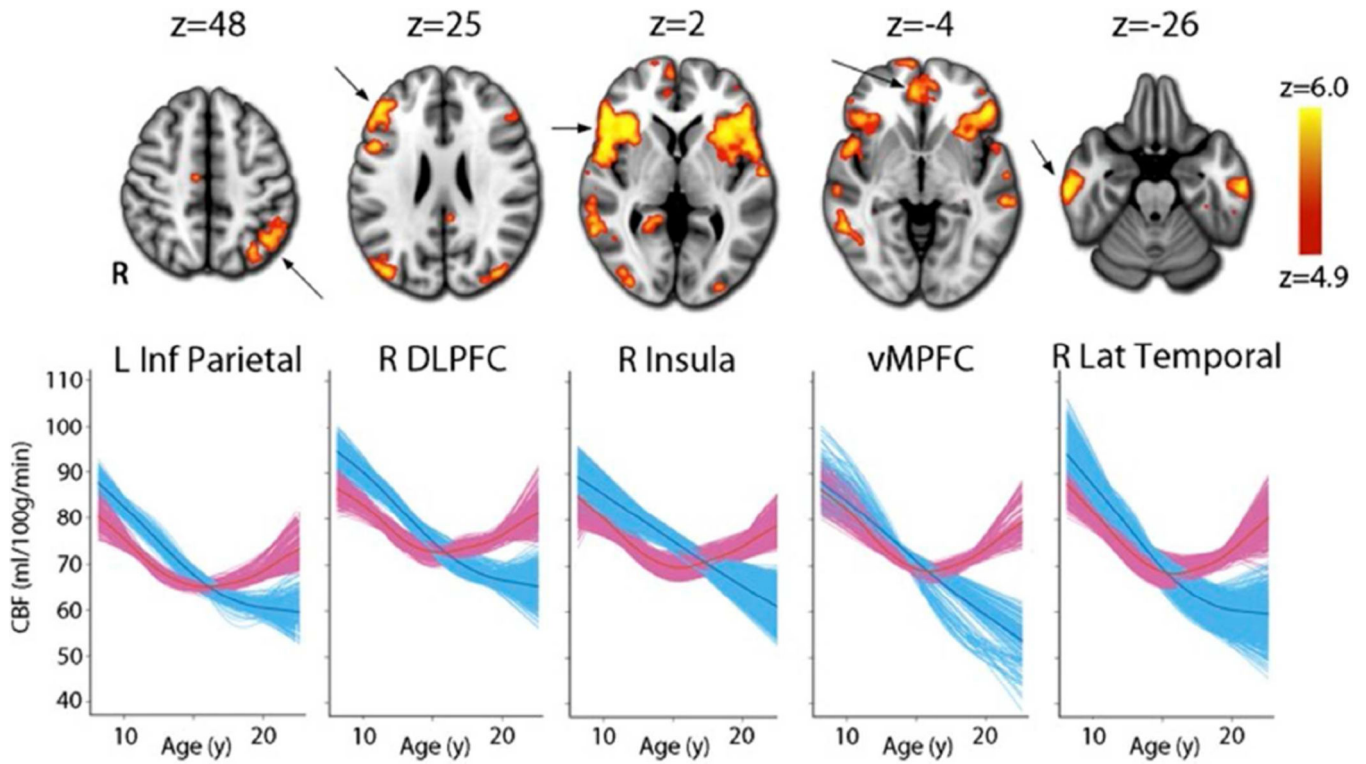 z=48 z=25 z=2 z=-4 z=-26
z=6.0
R
z=4.9
L Inf Parietal R DLPFC R Insula vMPFC R Lat Temporal
CBF (ml/100g/min)
110
100
90
80
70
60
50
40
10 20 10 20 10 20 10 20 10 20
Age (y) Age (y) Age (y) Age (y) Age (y)